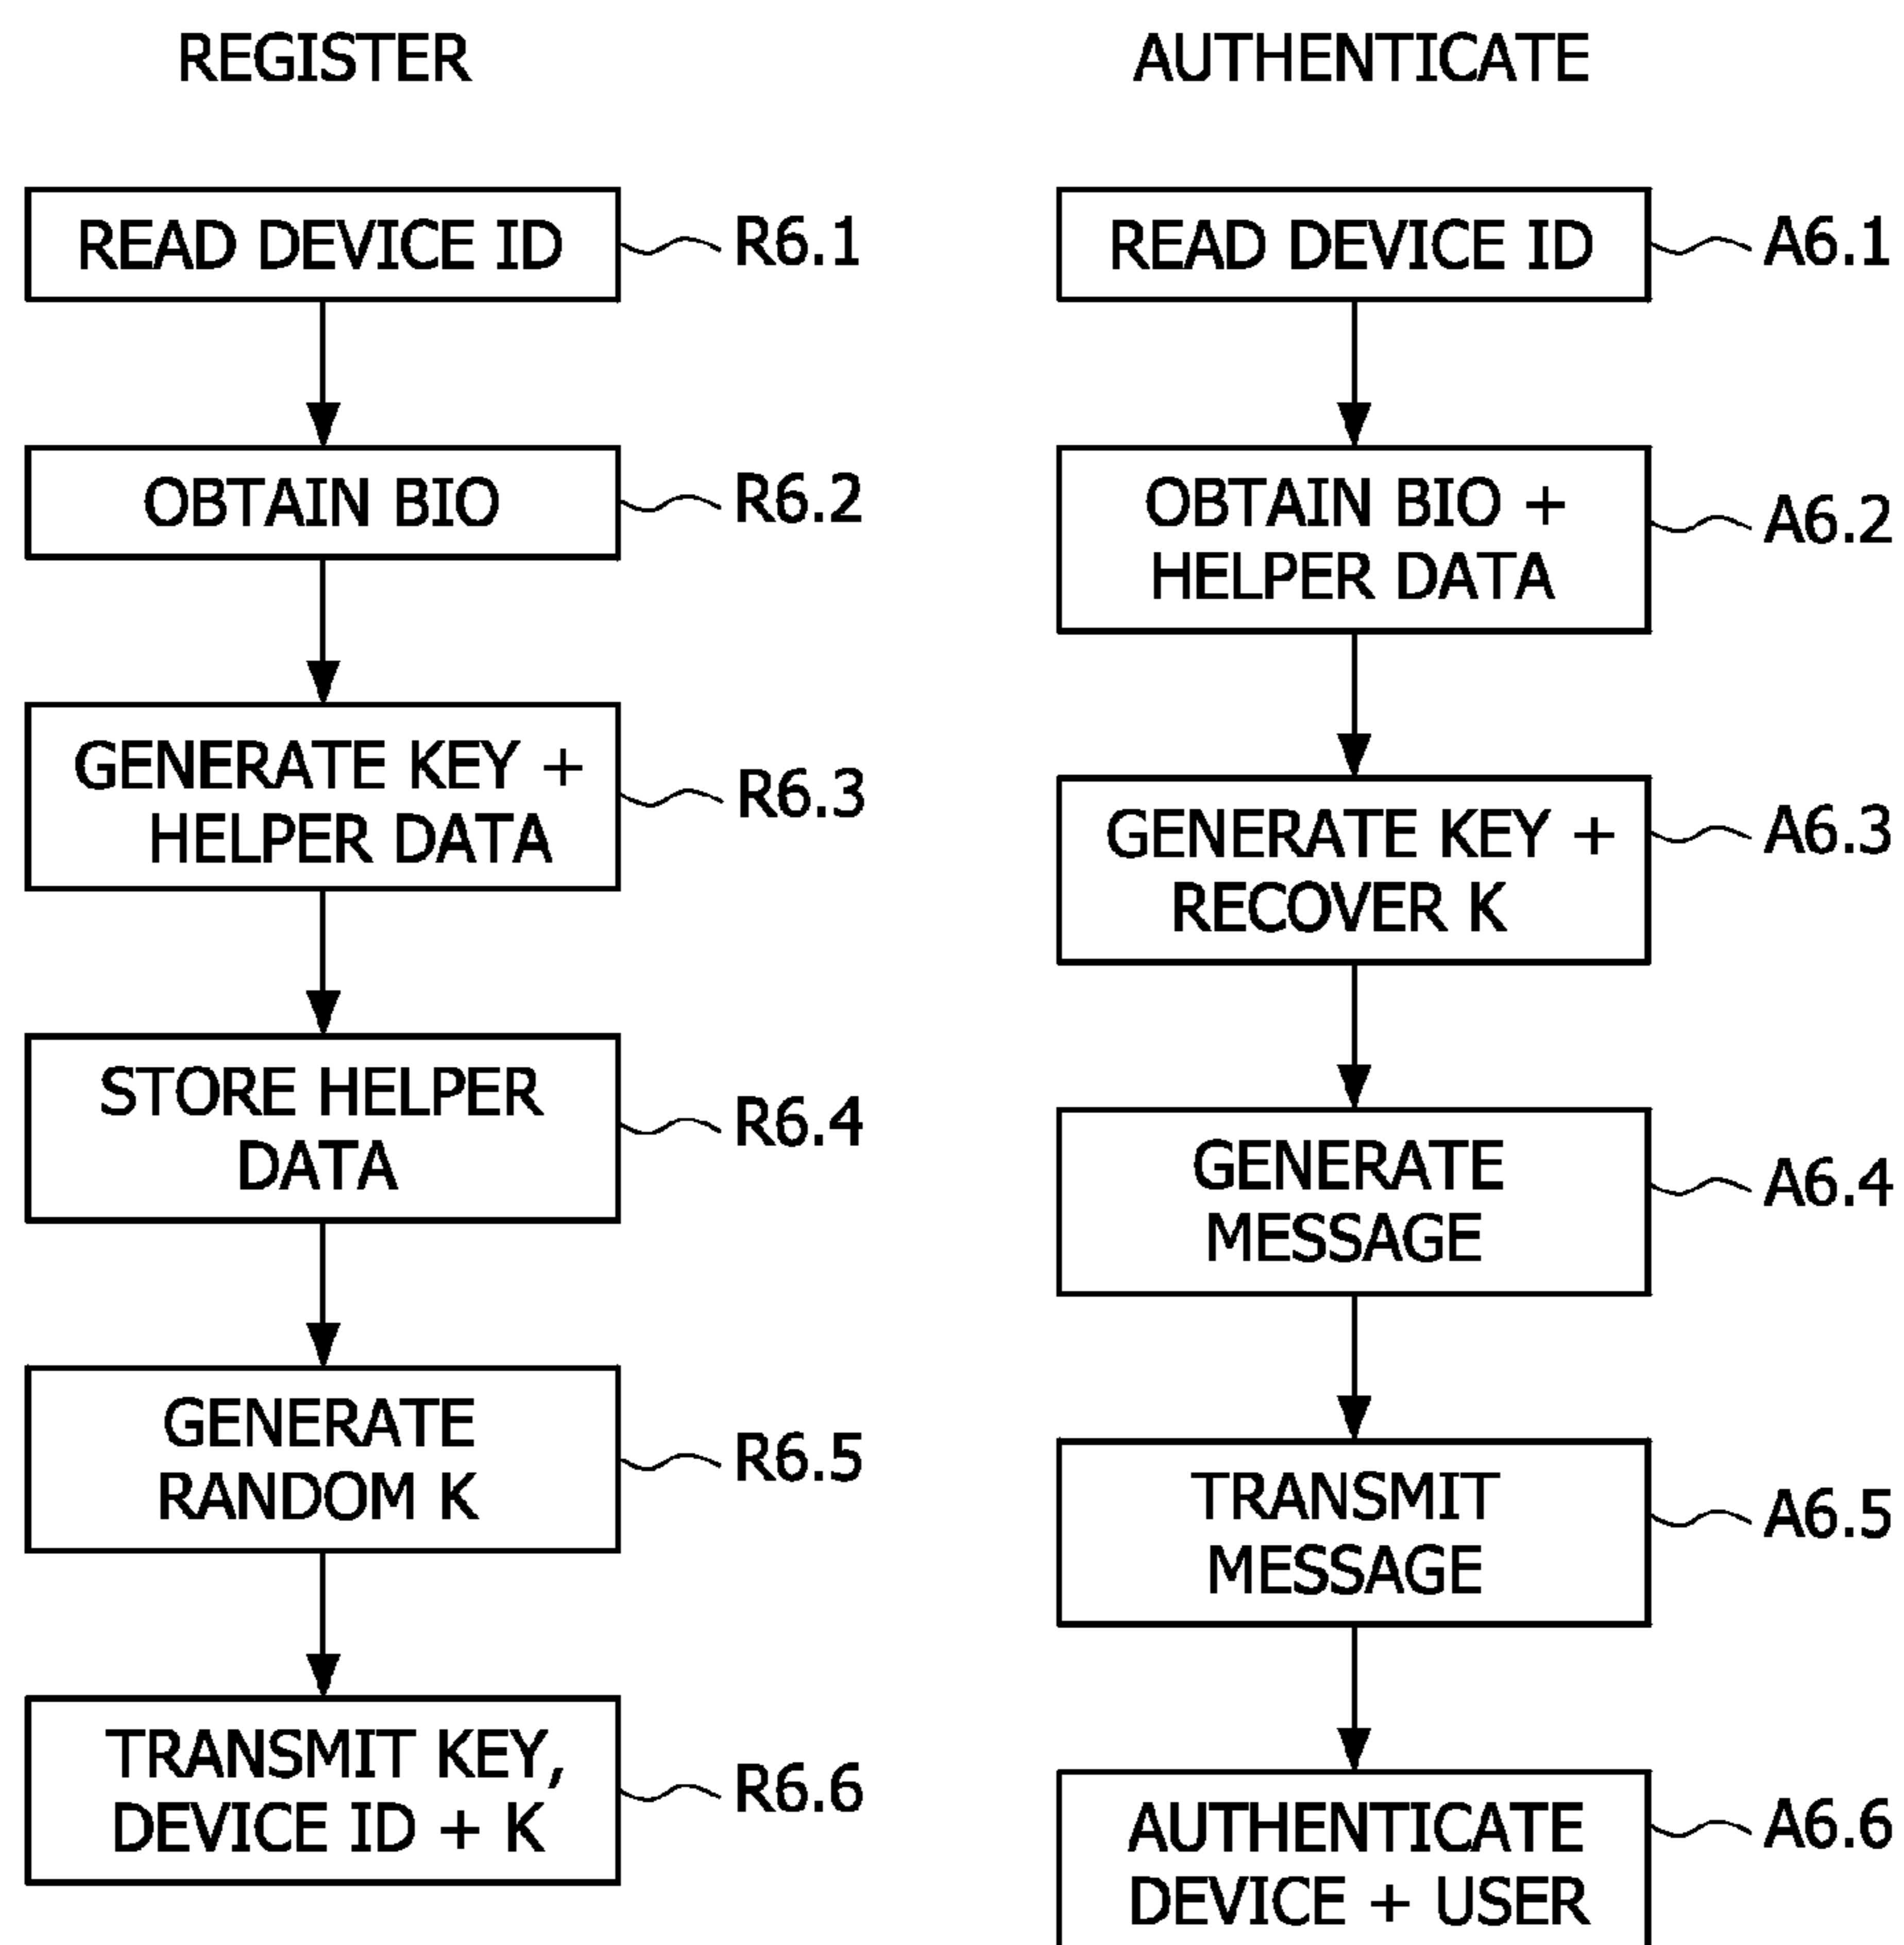 REGISTER
READ DEVICE ID
R6.1
OBTAIN BIO
R6.2
GENERATE KEY +
HELPER DATA
R6.3
STORE HELPER
DATA
R6.4
GENERATE
RANDOM K
R6.5
TRANSMIT KEY,
DEVICE ID + K
R6.6
AUTHENTICATE
READ DEVICE ID
A6.1
OBTAIN BIO +
HELPER DATA
A6.2
GENERATE KEY +
RECOVER K
A6.3
GENERATE
MESSAGE
A6.4
TRANSMIT
MESSAGE
A6.5
AUTHENTICATE
DEVICE + USER
A6.6